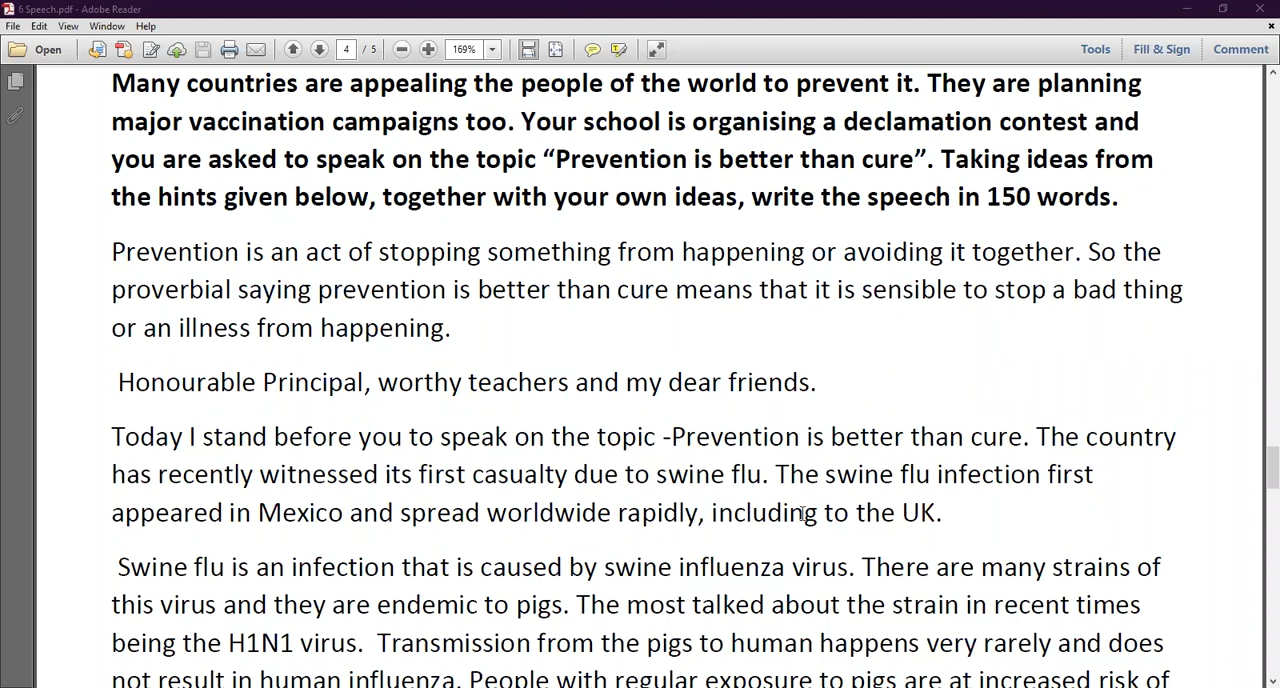 6 Speech.pdf - Adobe Reader
File Edit View Window Help
Open 4 / 5 169% Tools Fill & Sign Comment
Many countries are appealing the people of the world to prevent it. They are planning
major vaccination campaigns too. Your school is organising a declamation contest and
you are asked to speak on the topic “Prevention is better than cure”. Taking ideas from
the hints given below, together with your own ideas, write the speech in 150 words.
Prevention is an act of stopping something from happening or avoiding it together. So the
proverbial saying prevention is better than cure means that it is sensible to stop a bad thing
or an illness from happening.
Honourable Principal, worthy teachers and my dear friends.
Today I stand before you to speak on the topic -Prevention is better than cure. The country
has recently witnessed its first casualty due to swine flu. The swine flu infection first
appeared in Mexico and spread worldwide rapidly, including to the UK.
Swine flu is an infection that is caused by swine influenza virus. There are many strains of
this virus and they are endemic to pigs. The most talked about the strain in recent times
being the H1N1 virus.  Transmission from the pigs to human happens very rarely and does
not result in human influenza. People with regular exposure to pigs are at increased risk of